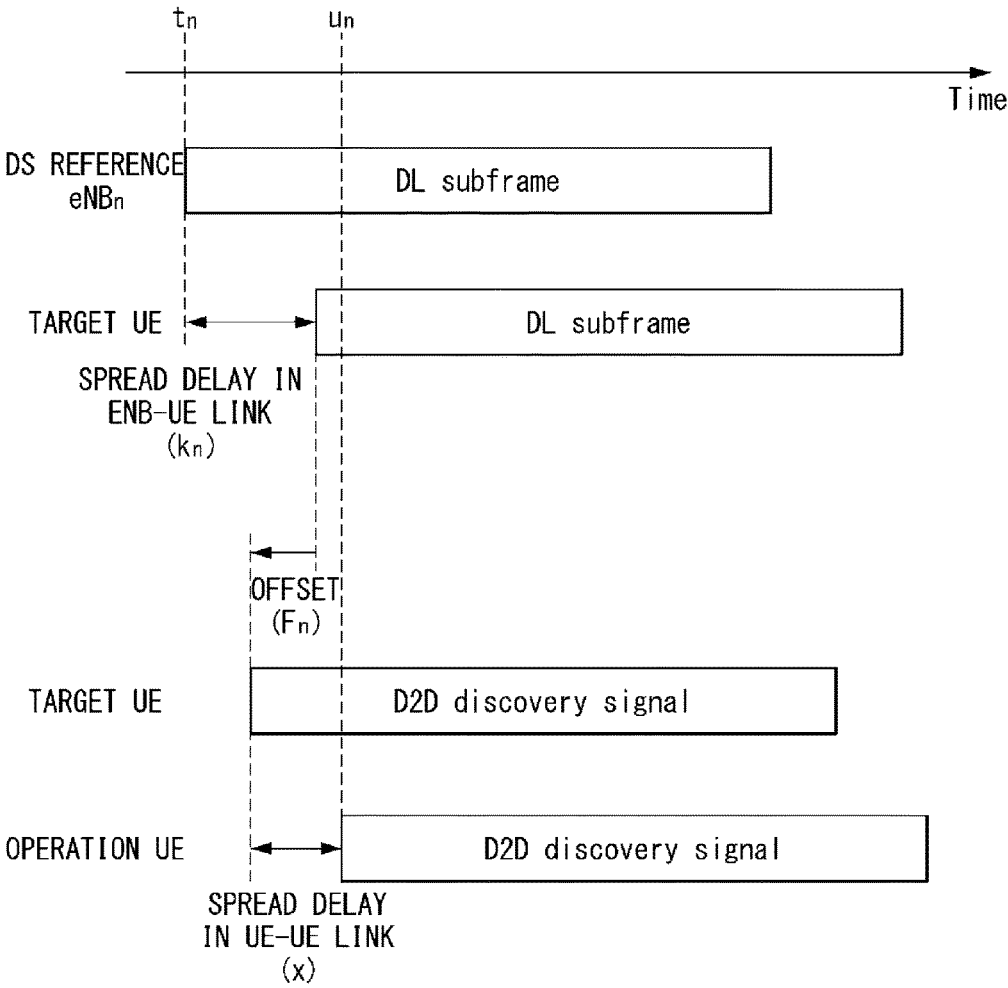 tn
un
Time
DS REFERENCE
eNBn
DL subframe
TARGET UE
DL subframe
SPREAD DELAY IN
ENB-UE LINK
(kn)
OFFSET
(Fn)
TARGET UE
D2D discovery signal
OPERATION UE
D2D discovery signal
SPREAD DELAY
IN UE-UE LINK
(x)